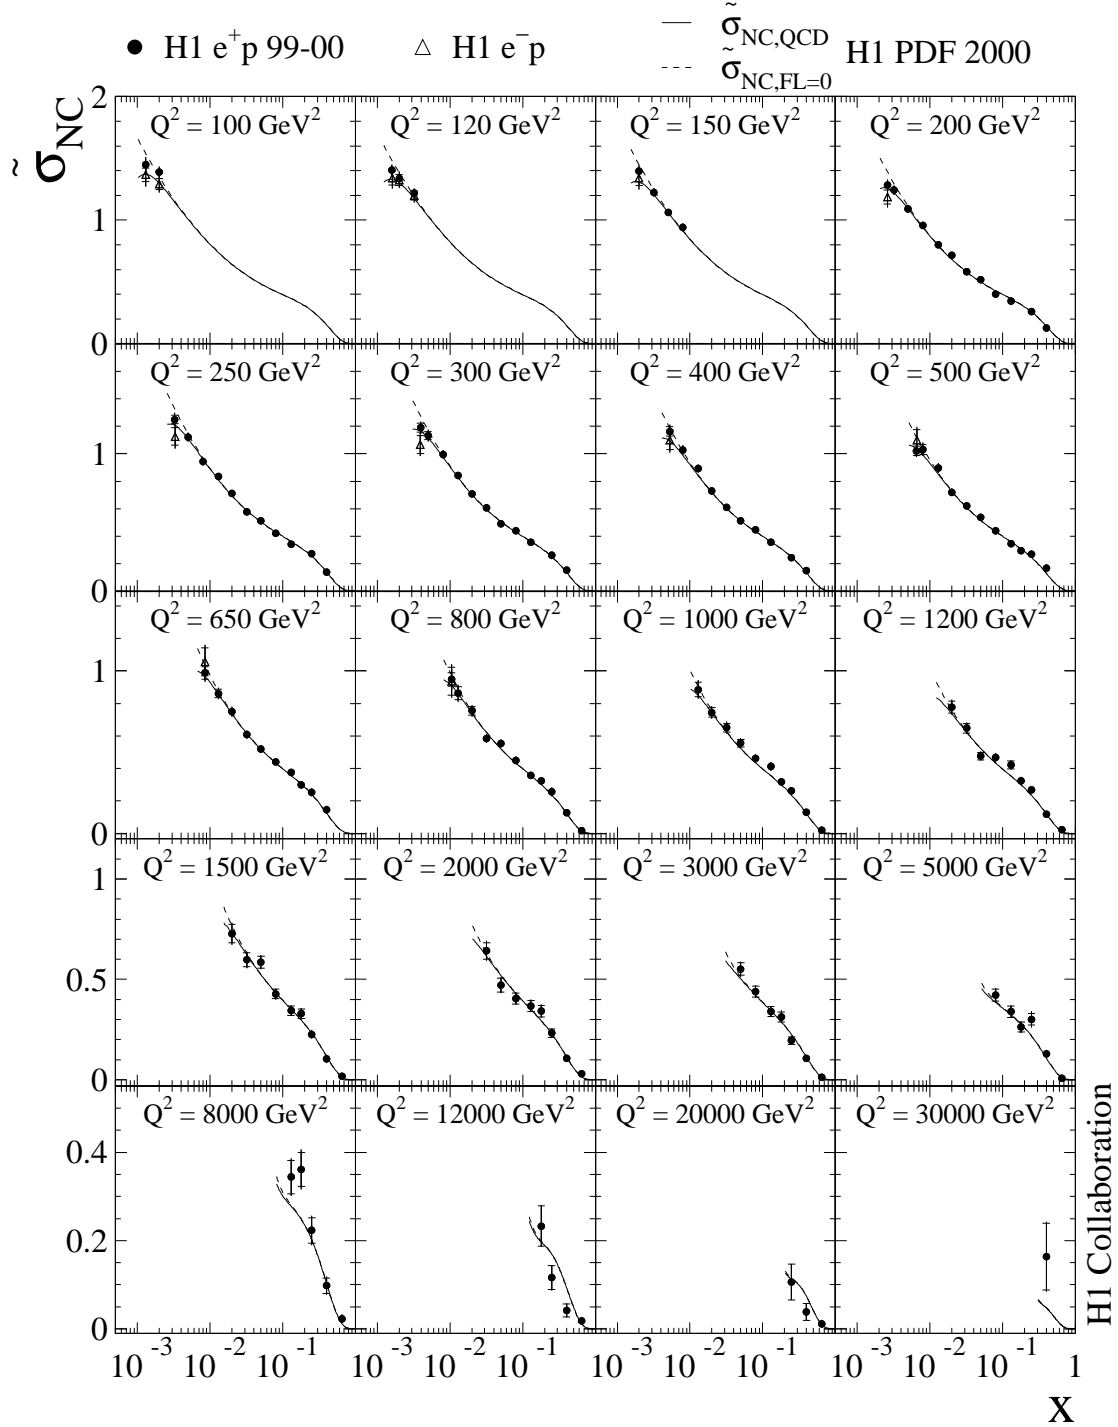 ● H1 e⁺p 99-00 △ H1 e⁻p — σ̃_NC,QCD H1 PDF 2000
--- σ̃_NC,FL=0
σ̃_NC
2 Q² = 100 GeV² Q² = 120 GeV² Q² = 150 GeV² Q² = 200 GeV²
1
0
Q² = 250 GeV² Q² = 300 GeV² Q² = 400 GeV² Q² = 500 GeV²
1
0
Q² = 650 GeV² Q² = 800 GeV² Q² = 1000 GeV² Q² = 1200 GeV²
1
0
Q² = 1500 GeV² Q² = 2000 GeV² Q² = 3000 GeV² Q² = 5000 GeV²
1
0.5
0
Q² = 8000 GeV² Q² = 12000 GeV² Q² = 20000 GeV² Q² = 30000 GeV²
0.4
0.2
0
10⁻³ 10⁻² 10⁻¹ 10⁻³ 10⁻² 10⁻¹ 10⁻³ 10⁻² 10⁻¹ 10⁻³ 10⁻² 10⁻¹ 1
x
H1 Collaboration